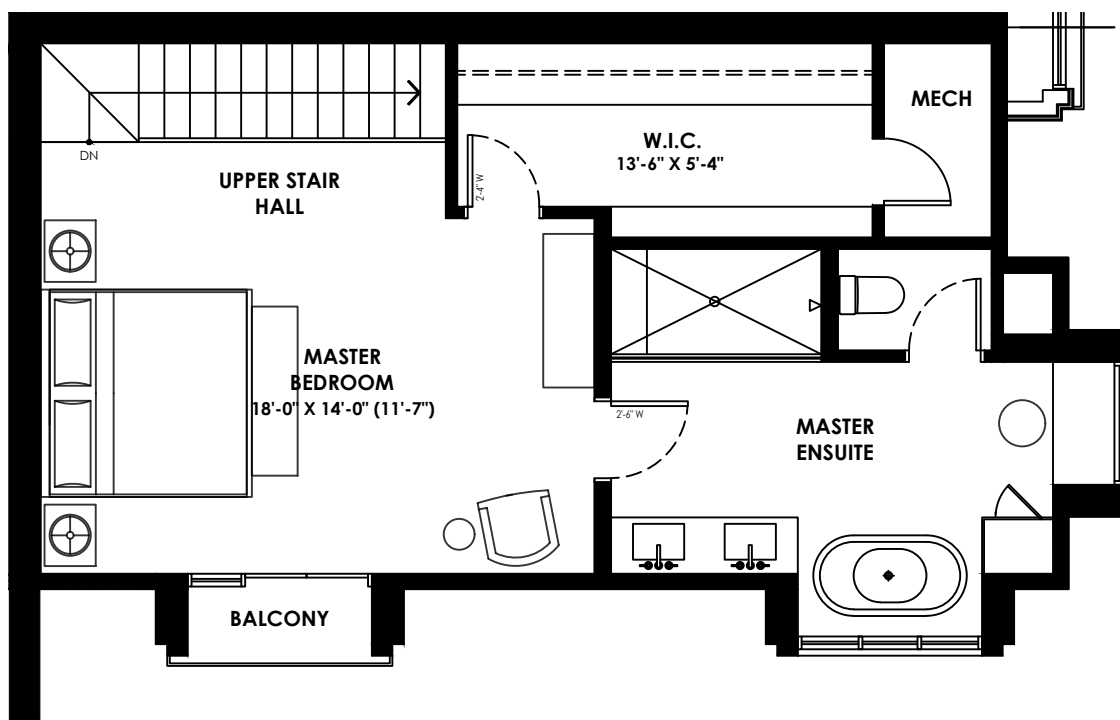 MECH
W.I.C.
13'-6" X 5'-4"
DN
2'-4" W
UPPER STAIR
HALL
MASTER
BEDROOM
18'-0" X 14'-0" (11'-7")
2'-6" W
MASTER
ENSUITE
BALCONY